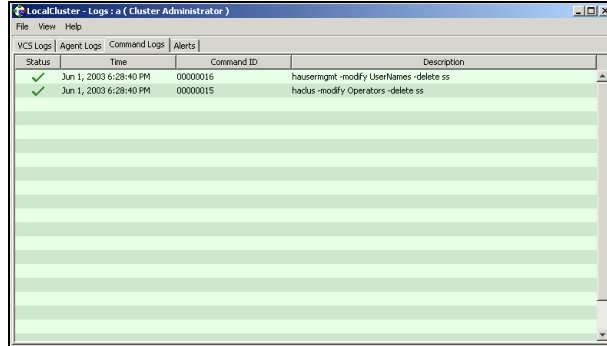 LocalCluster - Logs : a ( Cluster Administrator )
File View Help
VCS Logs Agent Logs Command Logs Alerts
Status Time Command ID Description
Jun 1, 2003 6:28:40 PM 00000016 hausermgmt -modify UserNames -delete ss
Jun 1, 2003 6:28:40 PM 00000015 haclus -modify Operators -delete ss